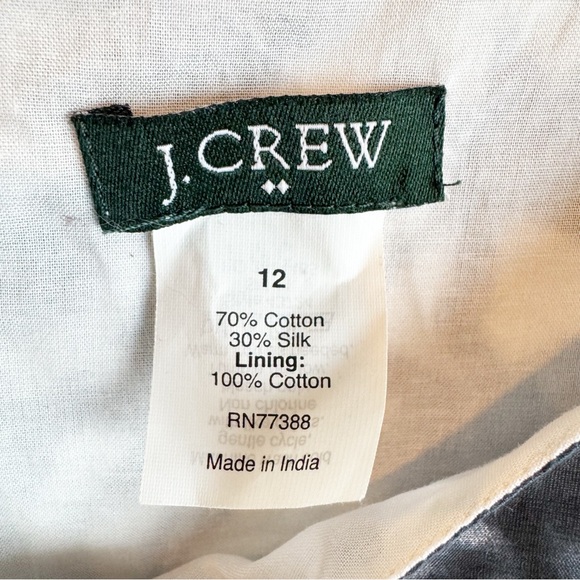 J.CREW
12
70% Cotton
30% Silk
Lining:
100% Cotton
RN77388
Made in India